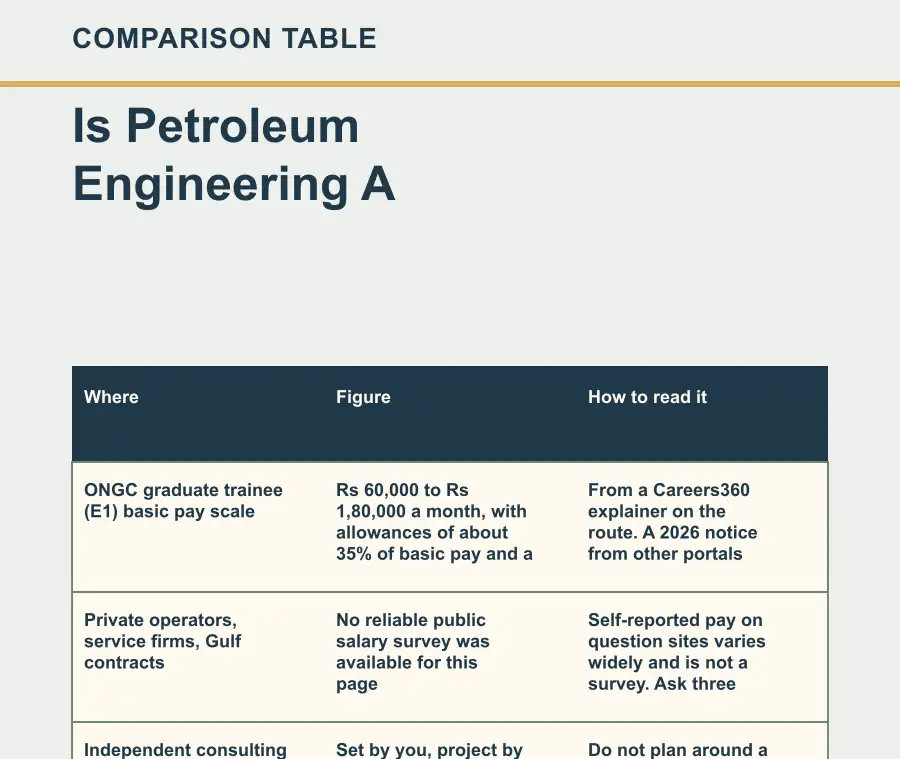 COMPARISON TABLE
Is Petroleum
Engineering A
Where
Figure
How to read it
ONGC graduate trainee
(E1) basic pay scale
Rs 60,000 to Rs
1,80,000 a month, with
allowances of about
35% of basic pay and a
From a Careers360
explainer on the
route. A 2026 notice
from other portals
Private operators,
service firms, Gulf
contracts
No reliable public
salary survey was
available for this
page
Self-reported pay on
question sites varies
widely and is not a
survey. Ask three
Independent consulting
Set by you, project by
Do not plan around a